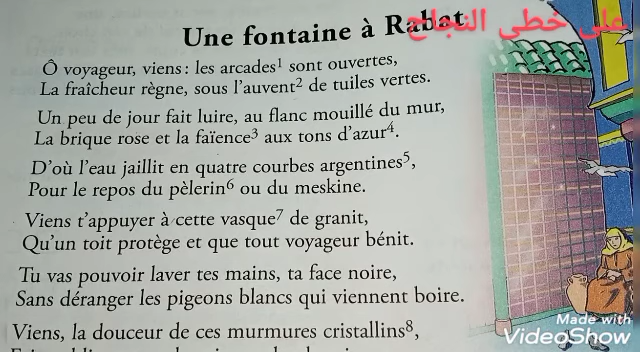 Une fontaine à Rabat
على خطى النجاح
Ô voyageur, viens : les arcades¹ sont ouvertes,
La fraîcheur règne, sous l'auvent² de tuiles vertes.
Un peu de jour fait luire, au flanc mouillé du mur,
La brique rose et la faïence³ aux tons d'azur⁴.
D'où l'eau jaillit en quatre courbes argentines⁵,
Pour le repos du pèlerin⁶ ou du meskine.
Viens t'appuyer à cette vasque⁷ de granit,
Qu'un toit protège et que tout voyageur bénit.
Tu vas pouvoir laver tes mains, ta face noire,
Sans déranger les pigeons blancs qui viennent boire.
Viens, la douceur de ces murmures cristallins⁸,
Made with
VideoShow